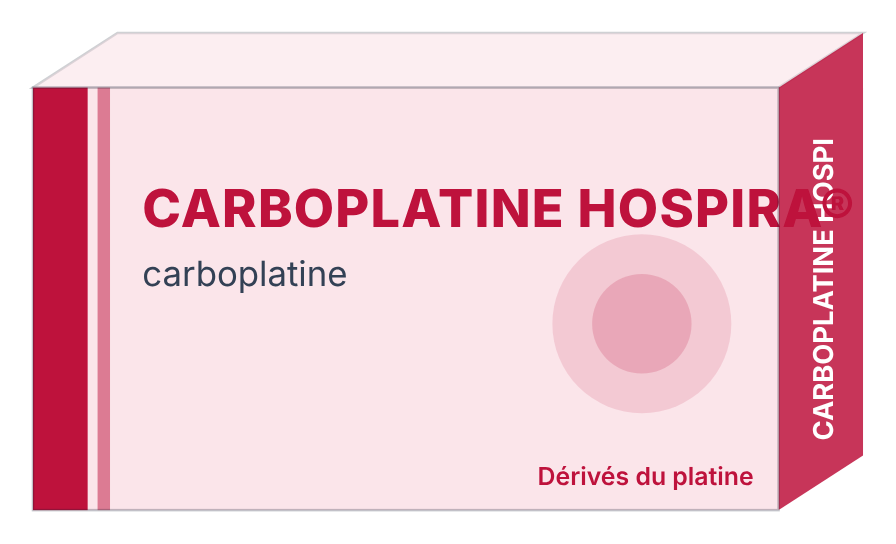 CARBOPLATINE HOSPIRA®
carboplatine
Dérivés du platine
CARBOPLATINE HOSPI